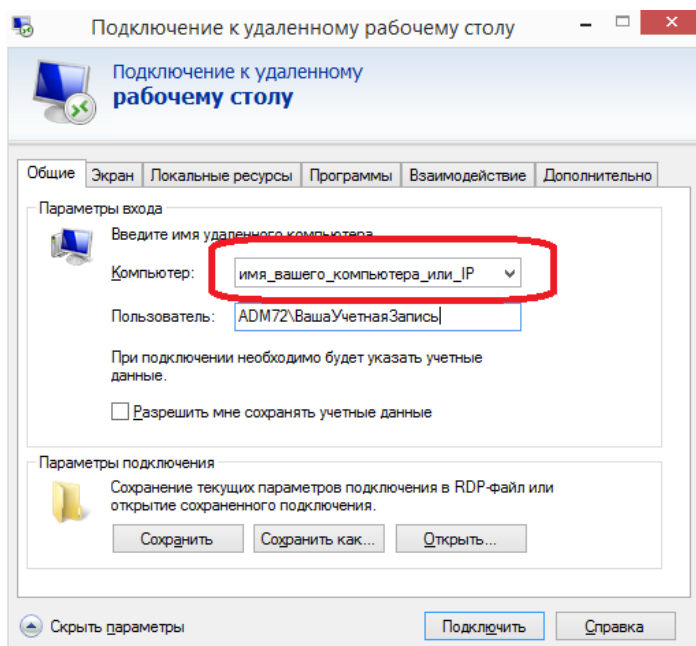 Подключение к удаленному рабочему столу
Подключение к удаленному
рабочему столу
Общие Экран Локальные ресурсы Программы Взаимодействие Дополнительно
Параметры входа
Введите имя удаленного компьютера.
Компьютер: имя_вашего_компьютера_или_IP
Пользователь: ADM72\ВашаУчетнаяЗапись
При подключении необходимо будет указать учетные
данные.
Разрешить мне сохранять учетные данные
Параметры подключения
Сохранение текущих параметров подключения в RDP-файл или
открытие сохраненного подключения.
Сохранить Сохранить как... Открыть...
Скрыть параметры Подключить Справка